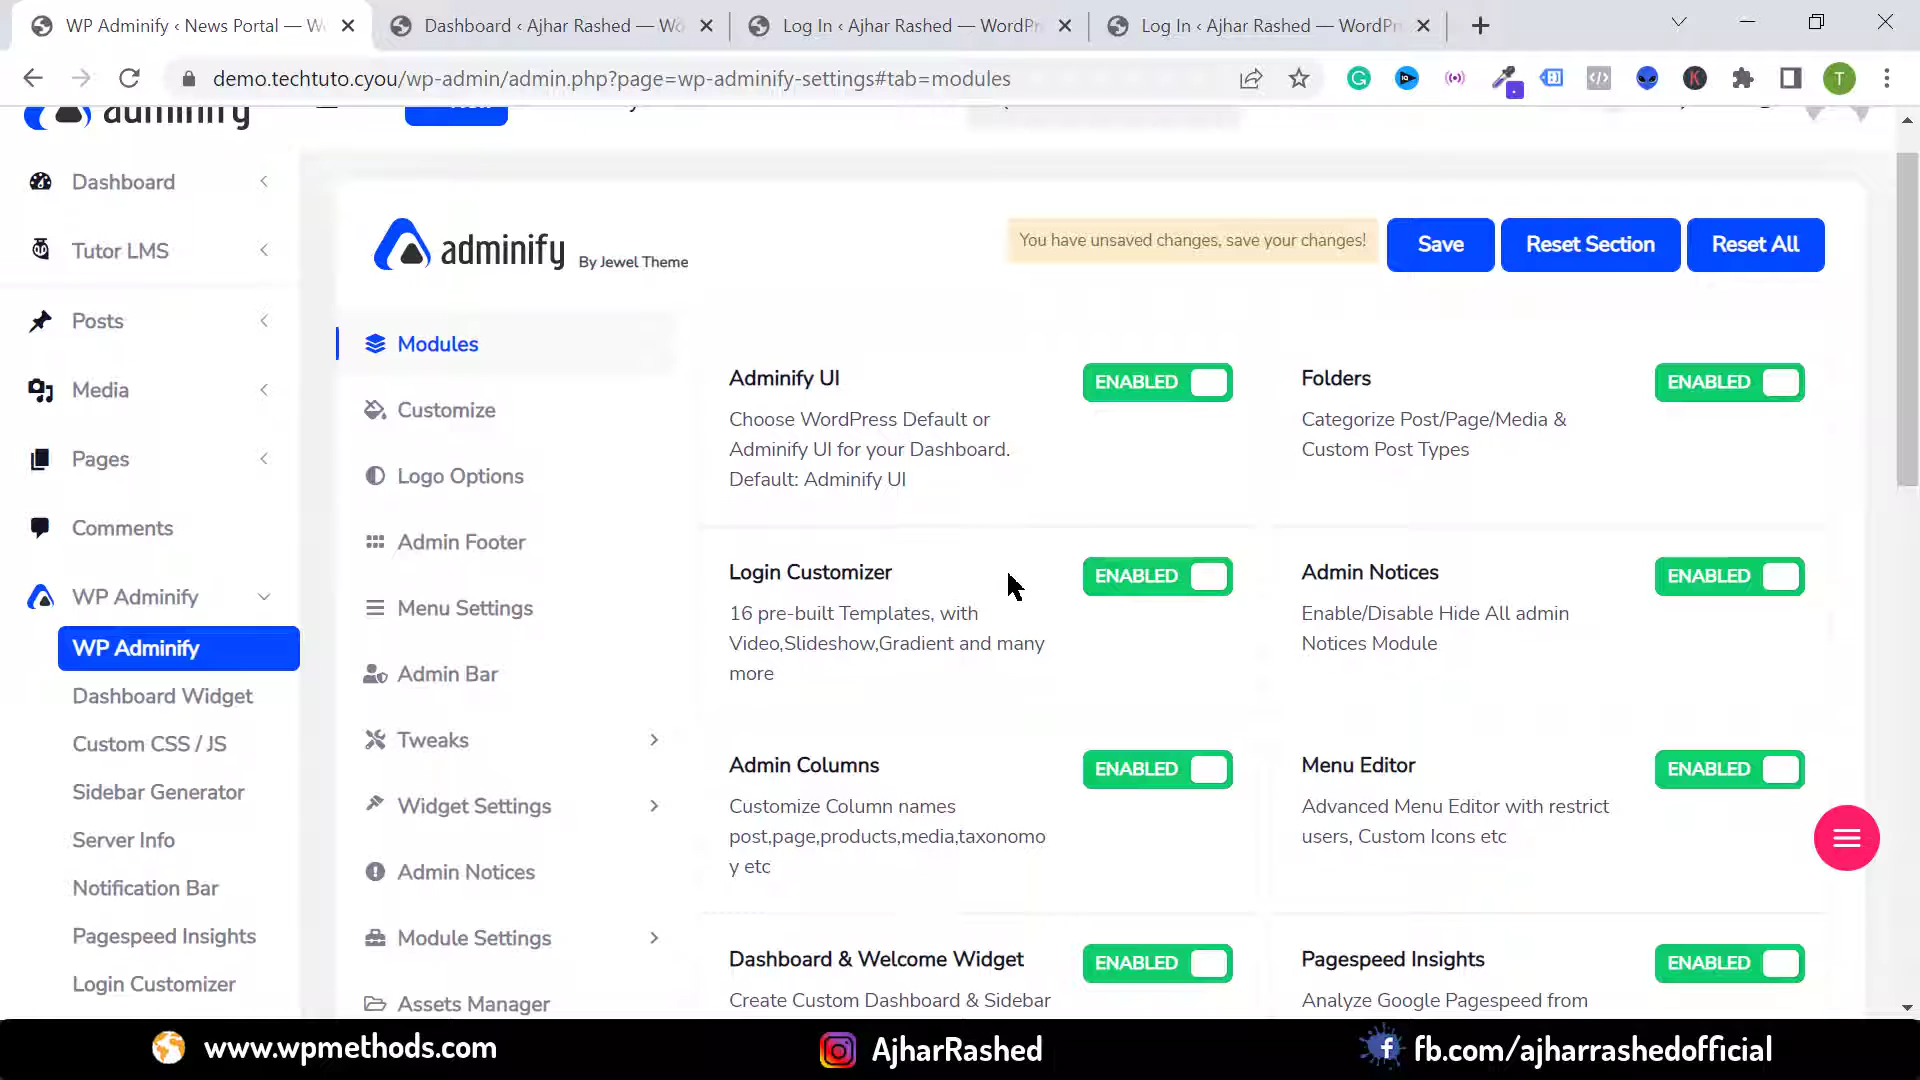 WP Adminify ‹ News Portal — W
Dashboard ‹ Ajhar Rashed — Wo
Log In ‹ Ajhar Rashed — WordPr
Log In ‹ Ajhar Rashed — WordPr
demo.techtuto.cyou/wp-admin/admin.php?page=wp-adminify-settings#tab=modules
T
adminify
New
Dashboard
Tutor LMS
Posts
Media
Pages
Comments
WP Adminify
WP Adminify
Dashboard Widget
Custom CSS / JS
Sidebar Generator
Server Info
Notification Bar
Pagespeed Insights
Login Customizer
adminify By Jewel Theme
You have unsaved changes, save your changes!
Save
Reset Section
Reset All
Modules
Customize
Logo Options
Admin Footer
Menu Settings
Admin Bar
Tweaks
Widget Settings
Admin Notices
Module Settings
Assets Manager
Adminify UI
ENABLED
Choose WordPress Default or
Adminify UI for your Dashboard.
Default: Adminify UI
Folders
ENABLED
Categorize Post/Page/Media &
Custom Post Types
Login Customizer
ENABLED
16 pre-built Templates, with
Video,Slideshow,Gradient and many
more
Admin Notices
ENABLED
Enable/Disable Hide All admin
Notices Module
Admin Columns
ENABLED
Customize Column names
post,page,products,media,taxonomo
y etc
Menu Editor
ENABLED
Advanced Menu Editor with restrict
users, Custom Icons etc
Dashboard & Welcome Widget
ENABLED
Create Custom Dashboard & Sidebar
Pagespeed Insights
ENABLED
Analyze Google Pagespeed from
www.wpmethods.com
AjharRashed
fb.com/ajharrashedofficial